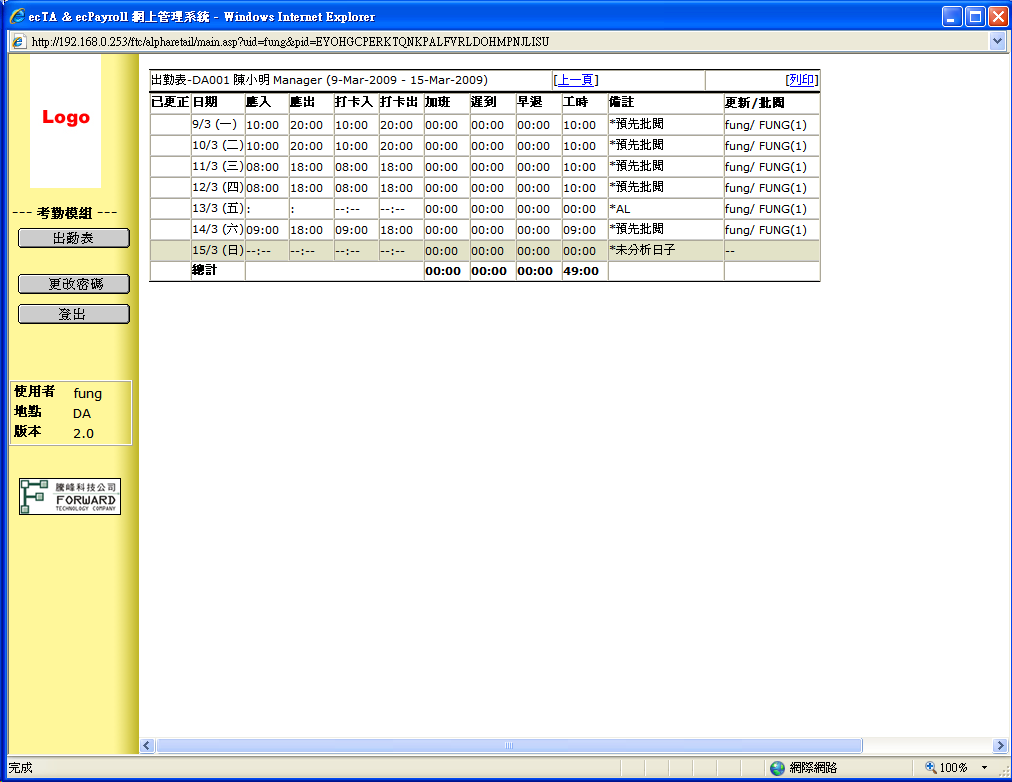 ecTA & ecPayroll 網上管理系統 - Windows Internet Explorer
http://192.168.0.253/ftc/alpharetail/main.asp?uid=fung&pid=EYOHGCPERKTQNKPALFVRLDOHMPNJLISU
Logo
--- 考勤模組 ---
出勤表
更改密碼
登出
使用者 fung
地點 DA
版本 2.0
騰峰科技公司
FORWARD
TECHNOLOGY COMPANY
出勤表-DA001 陳小明 Manager (9-Mar-2009 - 15-Mar-2009) [上一頁] [列印]
已更正 日期 應入 應出 打卡入 打卡出 加班 遲到 早退 工時 備註 更新/批閱
9/3 (一) 10:00 20:00 10:00 20:00 00:00 00:00 00:00 10:00 *預先批閱 fung/ FUNG(1)
10/3 (二) 10:00 20:00 10:00 20:00 00:00 00:00 00:00 10:00 *預先批閱 fung/ FUNG(1)
11/3 (三) 08:00 18:00 08:00 18:00 00:00 00:00 00:00 10:00 *預先批閱 fung/ FUNG(1)
12/3 (四) 08:00 18:00 08:00 18:00 00:00 00:00 00:00 10:00 *預先批閱 fung/ FUNG(1)
13/3 (五) : : --:-- --:-- 00:00 00:00 00:00 00:00 *AL fung/ FUNG(1)
14/3 (六) 09:00 18:00 09:00 18:00 00:00 00:00 00:00 09:00 *預先批閱 fung/ FUNG(1)
15/3 (日) --:-- --:-- --:-- --:-- 00:00 00:00 00:00 00:00 *未分析日子 --
總計 00:00 00:00 00:00 49:00
完成 網際網路 100%